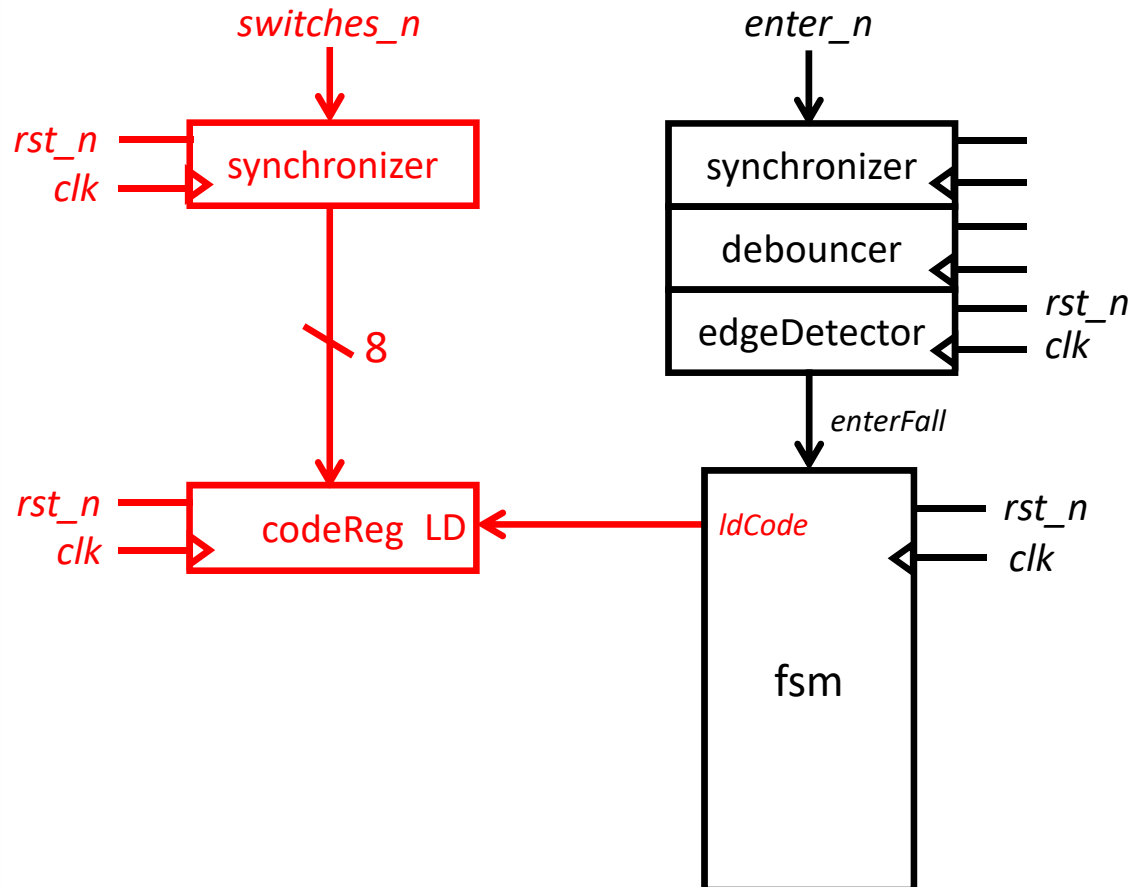 switches_n
enter_n
rst_n
clk
synchronizer
synchronizer
debouncer
edgeDetector
rst_n
clk
8
enterFall
rst_n
clk
codeReg LD
ldCode
rst_n
clk
fsm